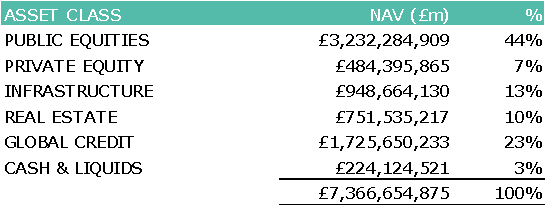 ASSET CLASS NAV (£m) %
PUBLIC EQUITIES £3,232,284,909 44%
PRIVATE EQUITY £484,395,865 7%
INFRASTRUCTURE £948,664,130 13%
REAL ESTATE £751,535,217 10%
GLOBAL CREDIT £1,725,650,233 23%
CASH & LIQUIDS £224,124,521 3%
£7,366,654,875 100%